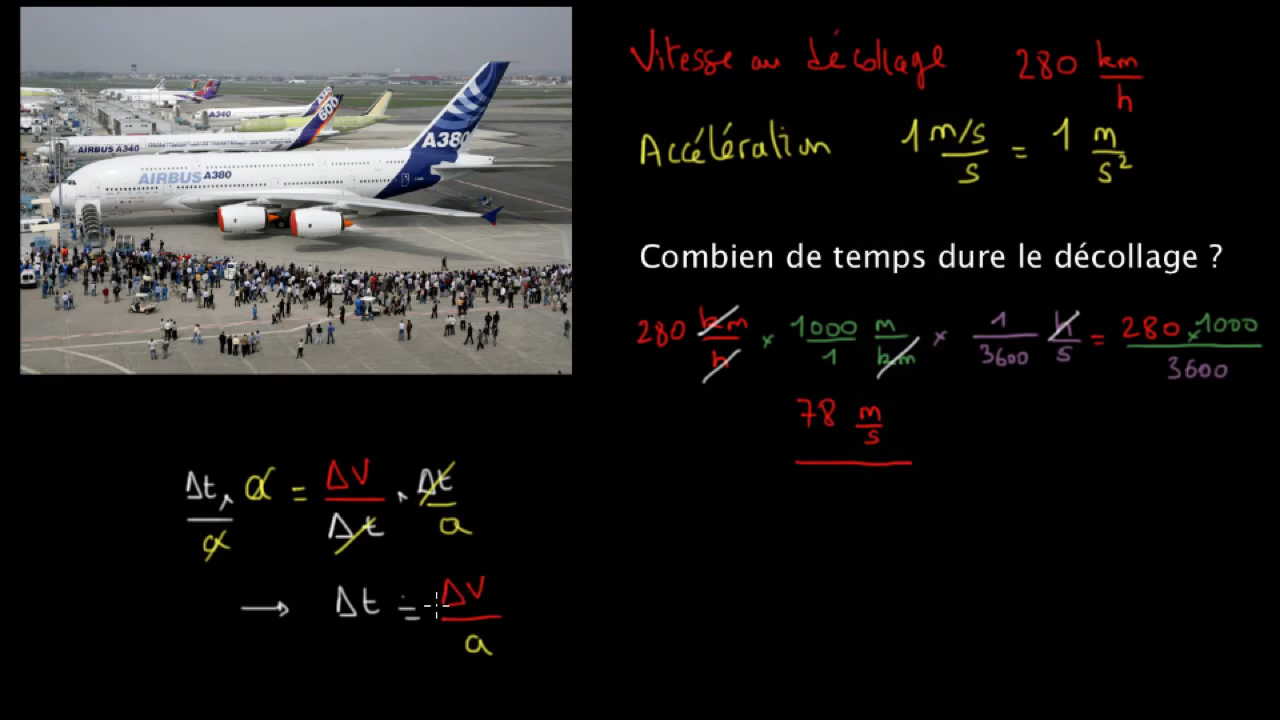 Vitesse au décollage 280 km/h
Accélération 1 m/s/s = 1 m/s²
Combien de temps dure le décollage ?
280 km/h × 1000/1 m/km × 1/3600 h/s = 280 × 1000/3600
78 m/s
A330
A340
600
AIRBUS A340
A380
AIRBUS A380
Δt · a/a = ΔV/Δt · Δt/a
→ Δt = ΔV/a